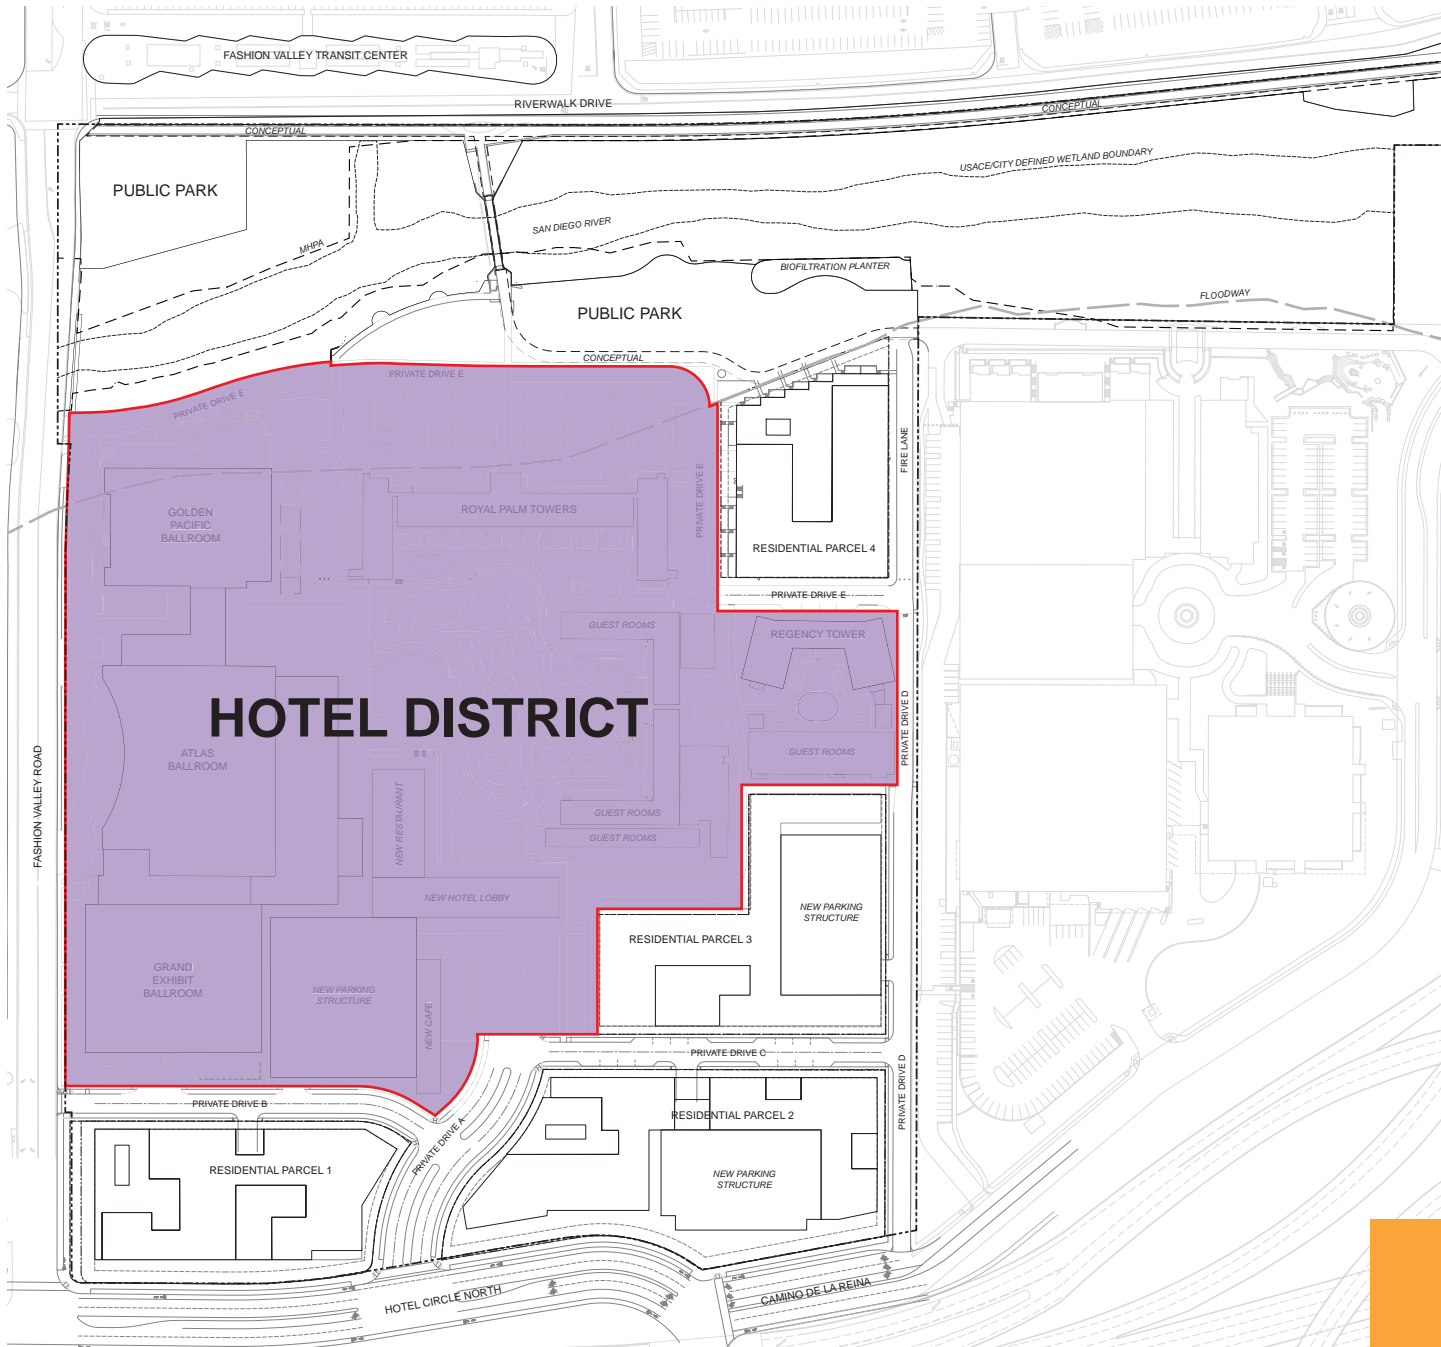 FASHION VALLEY TRANSIT CENTER
RIVERWALK DRIVE
CONCEPTUAL
CONCEPTUAL
USACE/CITY DEFINED WETLAND BOUNDARY
PUBLIC PARK
SAN DIEGO RIVER
MHPA
BIOFILTRATION PLANTER
FLOODWAY
PUBLIC PARK
CONCEPTUAL
PRIVATE DRIVE E
PRIVATE DRIVE E
FIRE LANE
PRIVATE DRIVE E
GOLDEN
PACIFIC
BALLROOM
ROYAL PALM TOWERS
RESIDENTIAL PARCEL 4
PRIVATE DRIVE E
GUEST ROOMS
REGENCY TOWER
HOTEL DISTRICT
PRIVATE DRIVE D
ATLAS
BALLROOM
GUEST ROOMS
FASHION VALLEY ROAD
NEW RESTAURANT
GUEST ROOMS
GUEST ROOMS
NEW HOTEL LOBBY
NEW PARKING
STRUCTURE
RESIDENTIAL PARCEL 3
GRAND
EXHIBIT
BALLROOM
NEW PARKING
STRUCTURE
NEW CAFE
PRIVATE DRIVE C
PRIVATE DRIVE D
PRIVATE DRIVE B
PRIVATE DRIVE A
RESIDENTIAL PARCEL 2
RESIDENTIAL PARCEL 1
NEW PARKING
STRUCTURE
HOTEL CIRCLE NORTH
CAMINO DE LA REINA